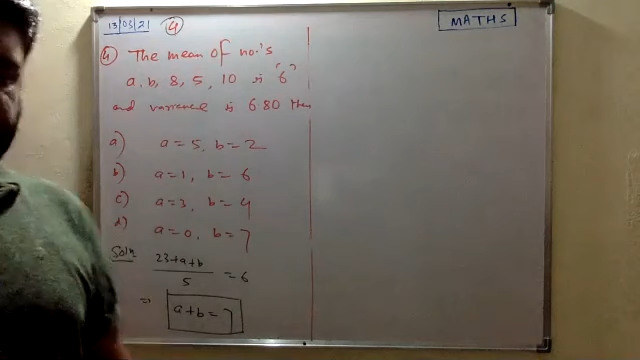 13/03/21
4
MATHS
4 The mean of no.'s
a, b, 8, 5, 10 is "6"
and variance is 6.80 then
a) a = 5, b = 2
b) a = 1, b = 6
c) a = 3, b = 4
d) a = 0, b = 7
Soln 23+a+b / 5 = 6
⇒ a + b = 7